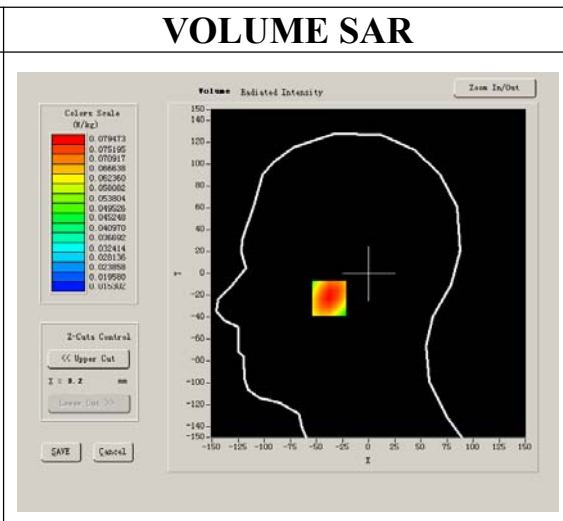 VOLUME SAR
Volume Radiated Intensity
Zoom In/Out
Colors Scale
(W/kg)
0.079473
0.075195
0.070917
0.066638
0.062360
0.058082
0.053804
0.049526
0.045248
0.040970
0.036692
0.032414
0.028136
0.023858
0.019580
0.015302
150
140
120
100
80
60
40
20
0
-20
-40
-60
-80
-100
-120
-140
-150
Y
-150 -125 -100 -75 -50 -25 0 25 50 75 100 125 150
X
Z-Cuts Control
<< Upper Cut
mm
Lower Cut >>
SAVE
Cancel